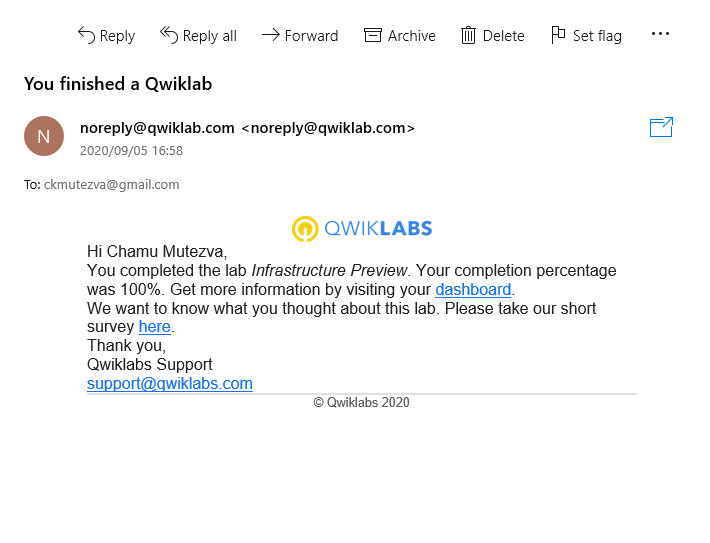 Reply
Reply all
Forward
Archive
Delete
Set flag
You finished a Qwiklab
N
noreply@qwiklab.com <noreply@qwiklab.com>
2020/09/05 16:58
To: ckmutezva@gmail.com
QWIKLABS
Hi Chamu Mutezva,
You completed the lab Infrastructure Preview. Your completion percentage
was 100%. Get more information by visiting your dashboard.
We want to know what you thought about this lab. Please take our short
survey here.
Thank you,
Qwiklabs Support
support@qwiklabs.com
© Qwiklabs 2020